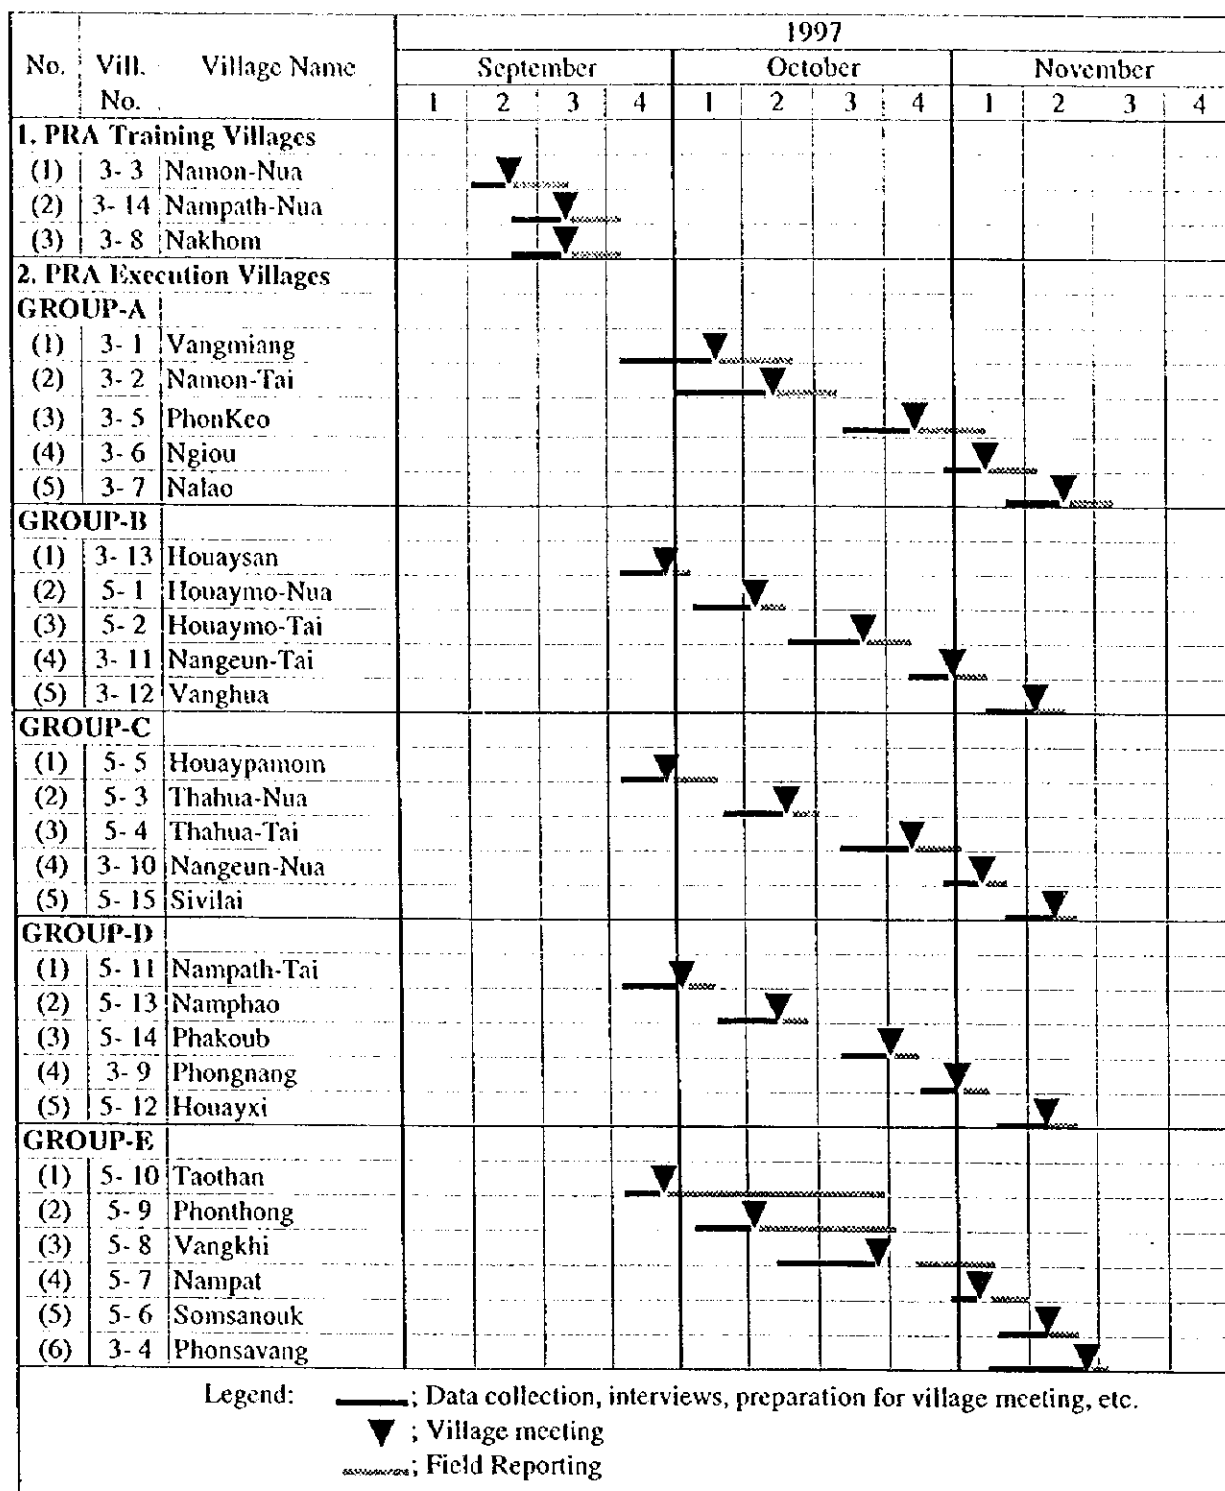 1997
No. Vill. No. Village Name September October November
1 2 3 4 1 2 3 4 1 2 3 4
1. PRA Training Villages
(1) 3- 3 Namon-Nua
(2) 3- 14 Nampath-Nua
(3) 3- 8 Nakhom
2. PRA Execution Villages
GROUP-A
(1) 3- 1 Vangmiang
(2) 3- 2 Namon-Tai
(3) 3- 5 PhonKeo
(4) 3- 6 Ngiou
(5) 3- 7 Nalao
GROUP-B
(1) 3- 13 Houaysan
(2) 5- 1 Houaymo-Nua
(3) 5- 2 Houaymo-Tai
(4) 3- 11 Nangeun-Tai
(5) 3- 12 Vanghua
GROUP-C
(1) 5- 5 Houaypamom
(2) 5- 3 Thahua-Nua
(3) 5- 4 Thahua-Tai
(4) 3- 10 Nangeun-Nua
(5) 5- 15 Sivilai
GROUP-D
(1) 5- 11 Nampath-Tai
(2) 5- 13 Namphao
(3) 5- 14 Phakoub
(4) 3- 9 Phongnang
(5) 5- 12 Houayxi
GROUP-E
(1) 5- 10 Taothan
(2) 5- 9 Phonthong
(3) 5- 8 Vangkhi
(4) 5- 7 Nampat
(5) 5- 6 Somsanouk
(6) 3- 4 Phonsavang
Legend: ; Data collection, interviews, preparation for village meeting, etc.
; Village meeting
; Field Reporting